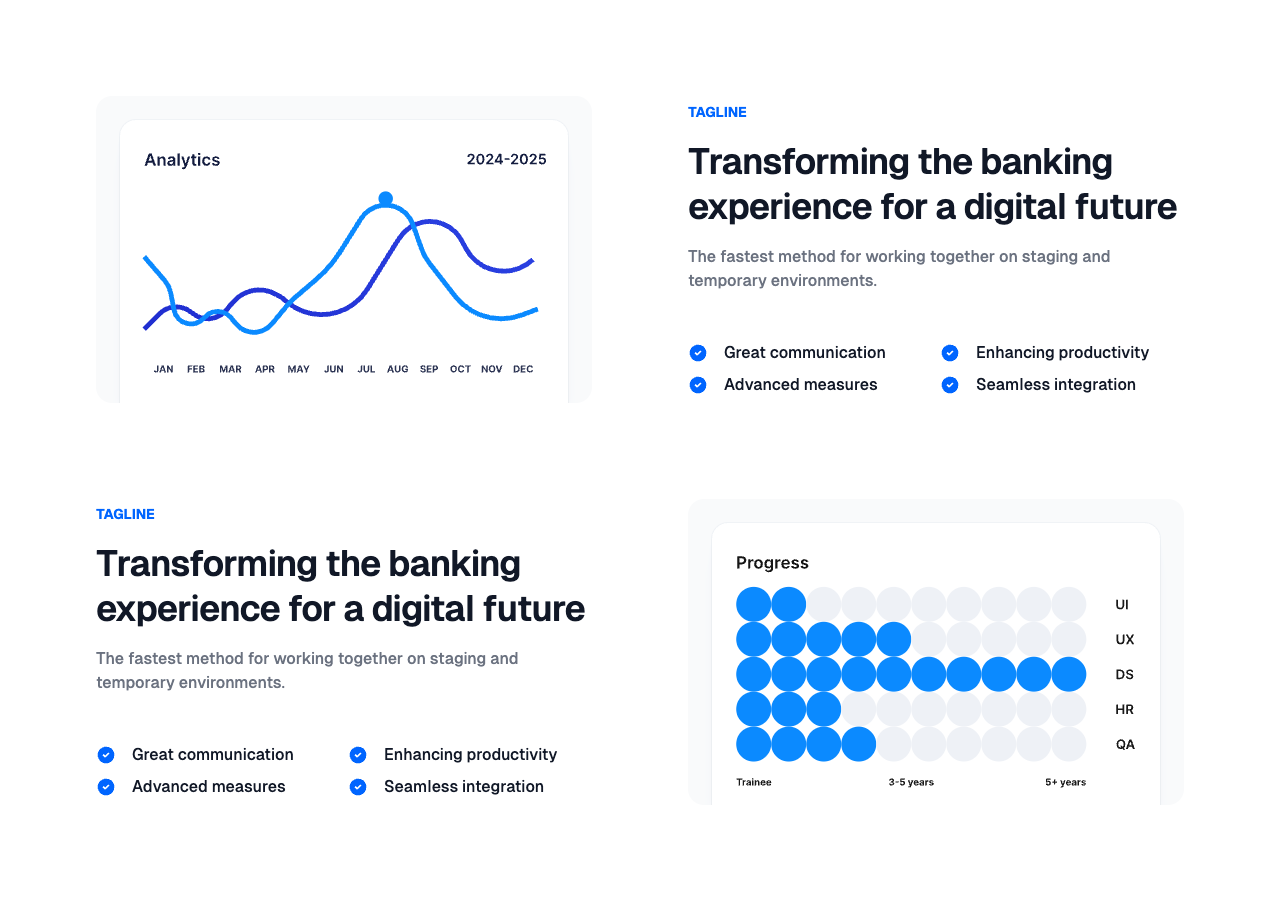 Analytics 2024-2025
JAN FEB MAR APR MAY JUN JUL AUG SEP OCT NOV DEC
TAGLINE
Transforming the banking
experience for a digital future
The fastest method for working together on staging and
temporary environments.
Great communication Enhancing productivity
Advanced measures Seamless integration
TAGLINE
Transforming the banking
experience for a digital future
The fastest method for working together on staging and
temporary environments.
Great communication Enhancing productivity
Advanced measures Seamless integration
Progress
UI
UX
DS
HR
QA
Trainee 3-5 years 5+ years